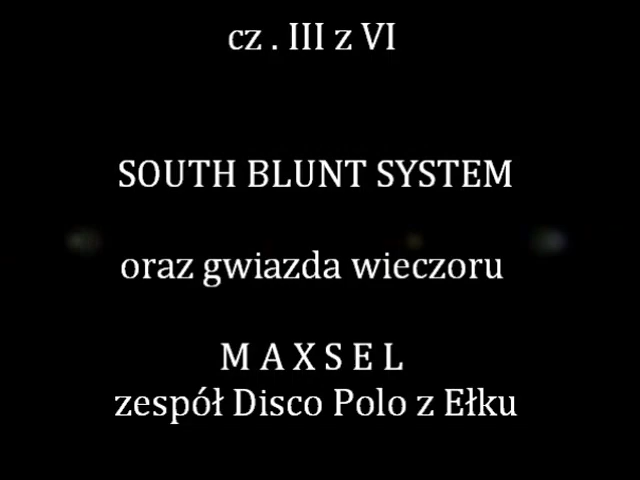 cz . III z VI
SOUTH BLUNT SYSTEM
oraz gwiazda wieczoru
M A X S E L
zespół Disco Polo z Ełku